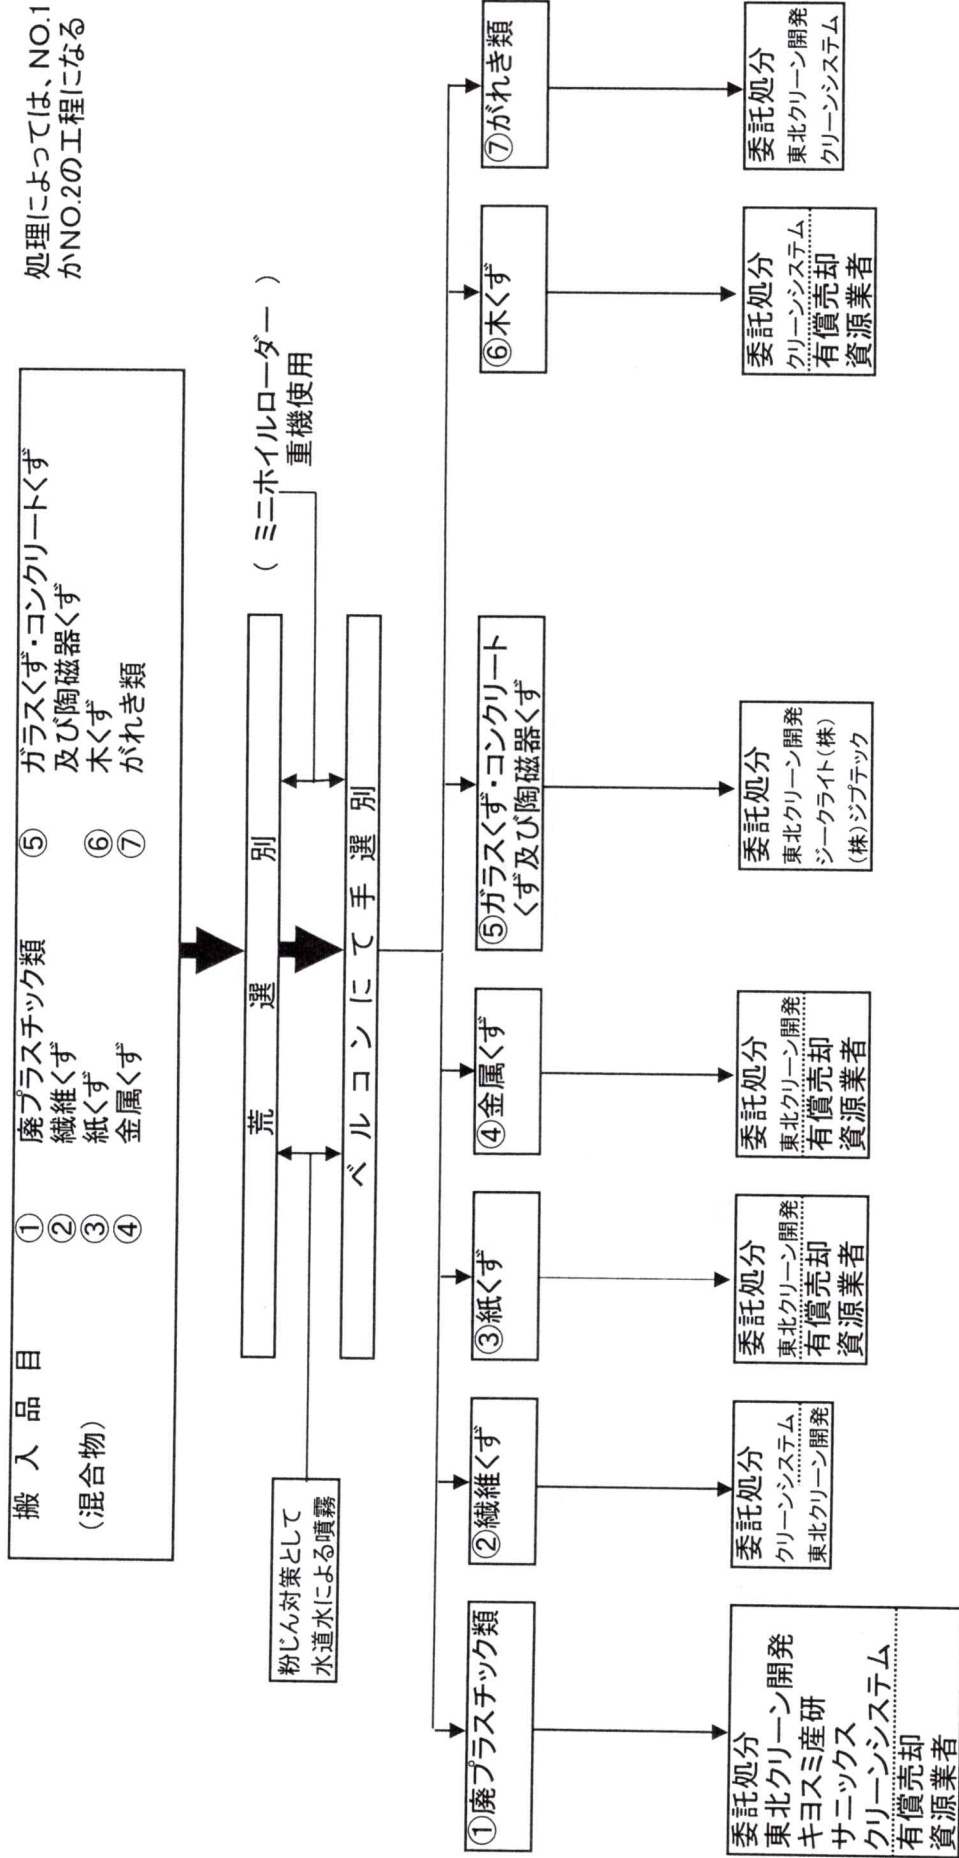 処理によっては、NO.1
かNO.2の工程になる
搬 入 品 目
(混合物)
① 廃プラスチック類
② 繊維くず
③ 紙くず
④ 金属くず
⑤ ガラスくず・コンクリートくず
及び陶磁器くず
⑥ 木くず
⑦ がれき類
荒 選 別
( ミニホイルローダー )
重機使用
粉じん対策として
水道水による噴霧
ベ ル コ ン に て 手 選 別
①廃プラスチック類
②繊維くず
③紙くず
④金属くず
⑤ガラスくず・コンクリート
くず及び陶磁器くず
⑥木くず
⑦がれき類
委託処分
東北クリーン開発
キヨスミ産研
サニックス
クリーンシステム
有償売却
資源業者
委託処分
クリーンシステム
東北クリーン開発
委託処分
東北クリーン開発
有償売却
資源業者
委託処分
東北クリーン開発
有償売却
資源業者
委託処分
東北クリーン開発
ジークライト(株)
(株)ジプテック
委託処分
クリーンシステム
有償売却
資源業者
委託処分
東北クリーン開発
クリーンシステム